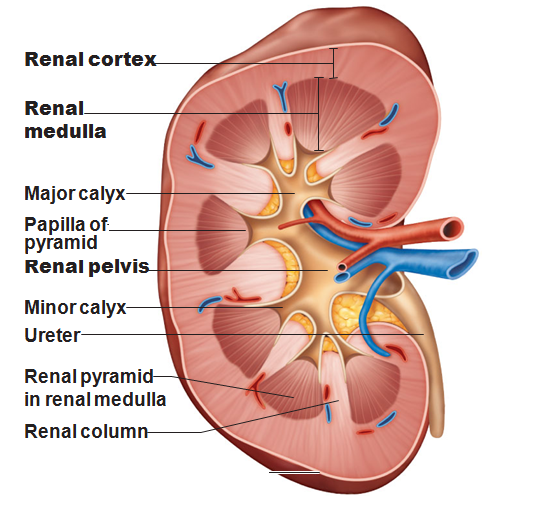 Renal cortex
Renal
medulla
Major calyx
Papilla of
pyramid
Renal pelvis
Minor calyx
Ureter
Renal pyramid
in renal medulla
Renal column